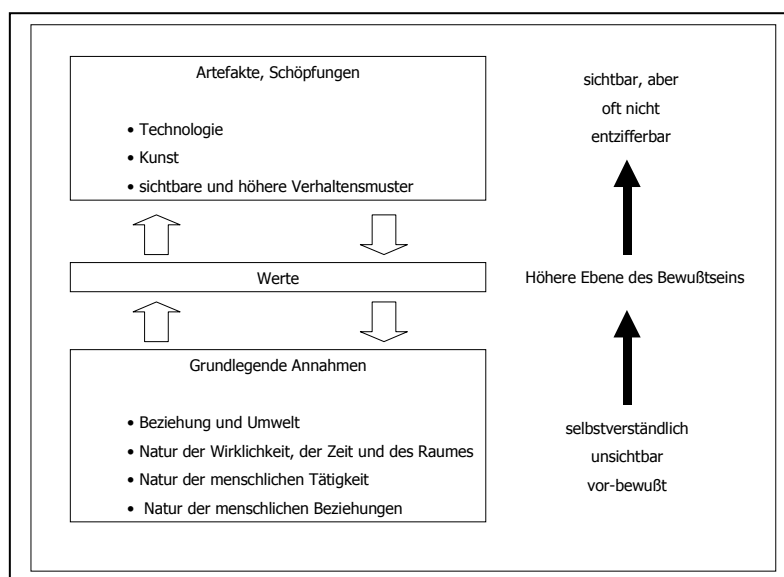 Artefakte, Schöpfungen
• Technologie
• Kunst
• sichtbare und höhere Verhaltensmuster
sichtbar, aber
oft nicht
entzifferbar
Werte
Höhere Ebene des Bewußtseins
Grundlegende Annahmen
• Beziehung und Umwelt
• Natur der Wirklichkeit, der Zeit und des Raumes
• Natur der menschlichen Tätigkeit
• Natur der menschlichen Beziehungen
selbstverständlich
unsichtbar
vor-bewußt